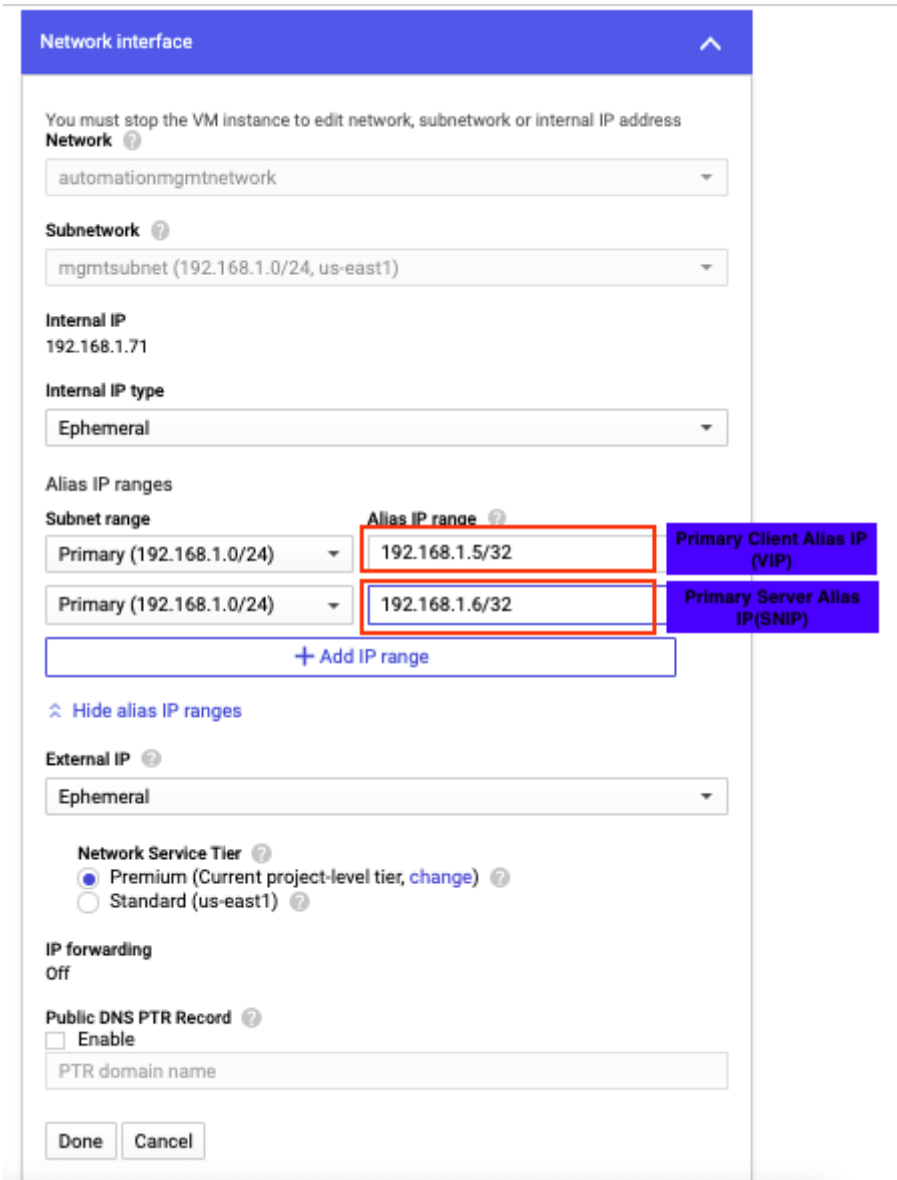 Network interface
You must stop the VM instance to edit network, subnetwork or internal IP address
Network
automationmgmtnetwork
Subnetwork
mgmtsubnet (192.168.1.0/24, us-east1)
Internal IP
192.168.1.71
Internal IP type
Ephemeral
Alias IP ranges
Subnet range
Alias IP range
Primary (192.168.1.0/24)
192.168.1.5/32
Primary Client Alias IP
(VIP)
Primary (192.168.1.0/24)
192.168.1.6/32
Primary Server Alias
IP(SNIP)
+ Add IP range
Hide alias IP ranges
External IP
Ephemeral
Network Service Tier
Premium (Current project-level tier, change)
Standard (us-east1)
IP forwarding
Off
Public DNS PTR Record
Enable
PTR domain name
Done
Cancel